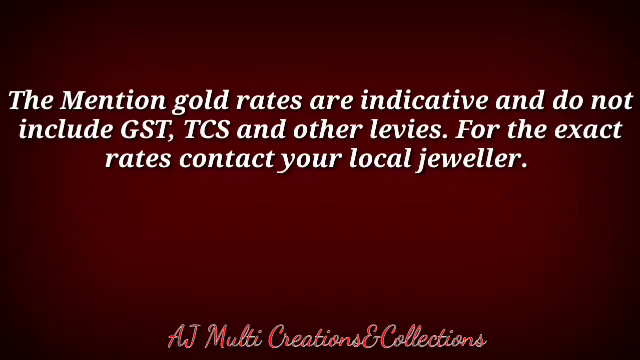 The Mention gold rates are indicative and do not
include GST, TCS and other levies. For the exact
rates contact your local jeweller.
AJ Multi Creations&Collections